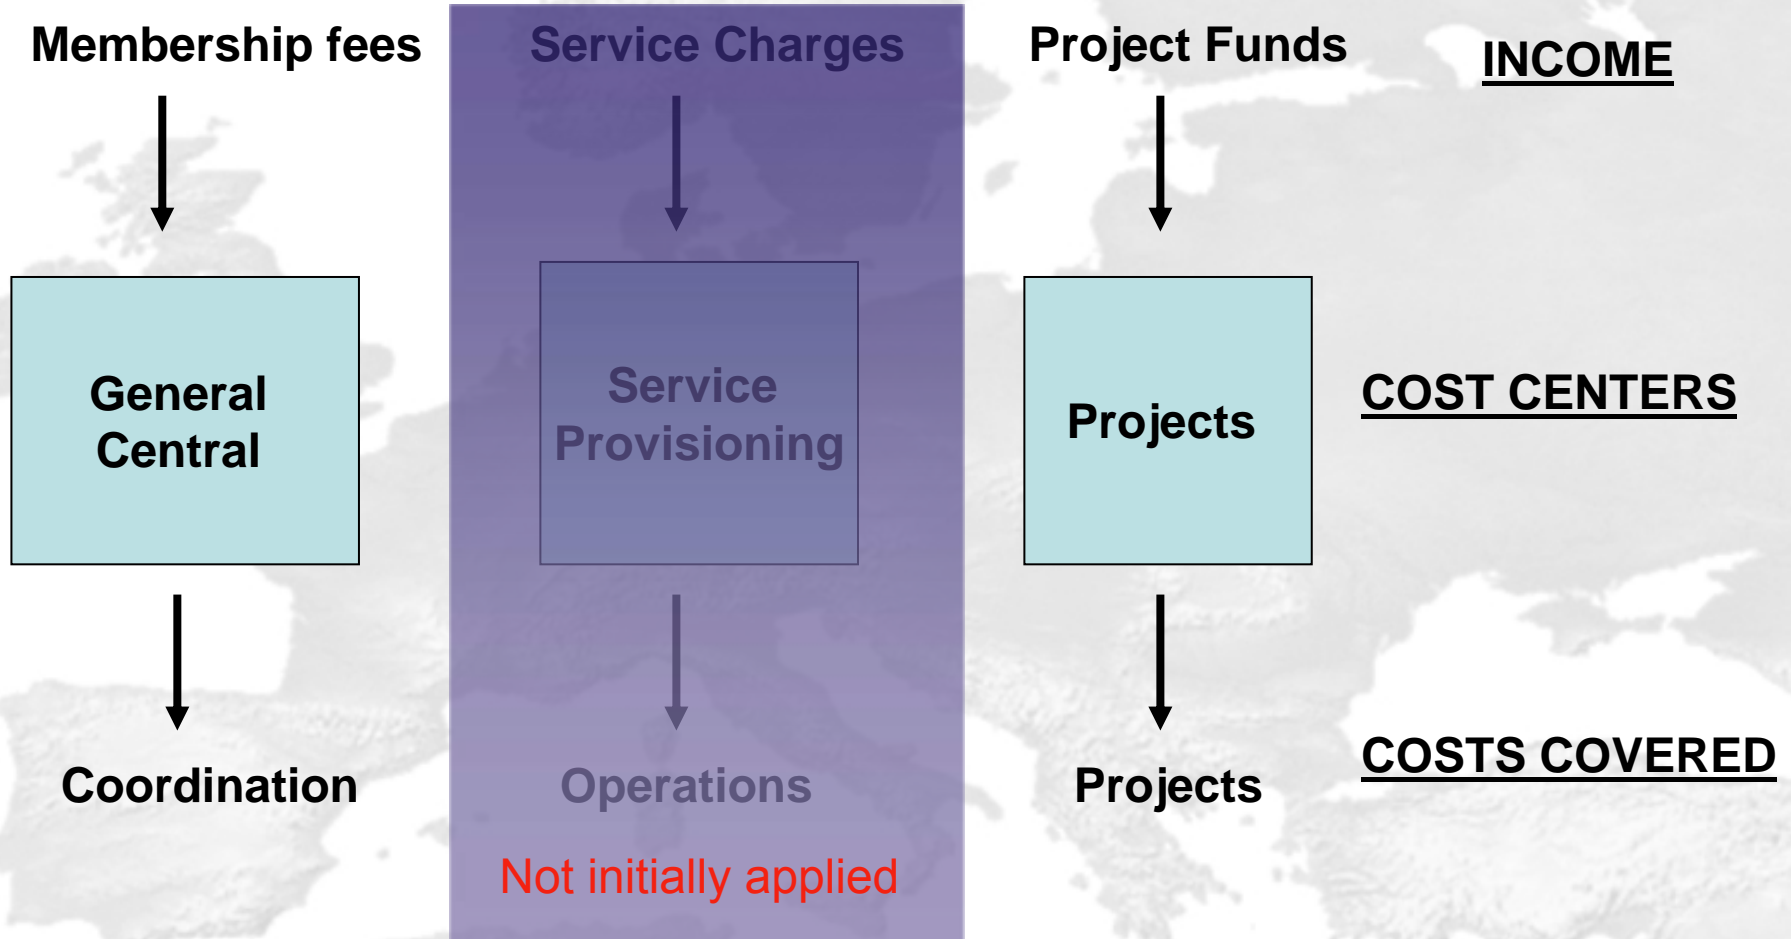 Membership fees
Service Charges
Project Funds
INCOME
General
Central
Service
Provisioning
Projects
COST CENTERS
Coordination
Operations
Projects
COSTS COVERED
Not initially applied